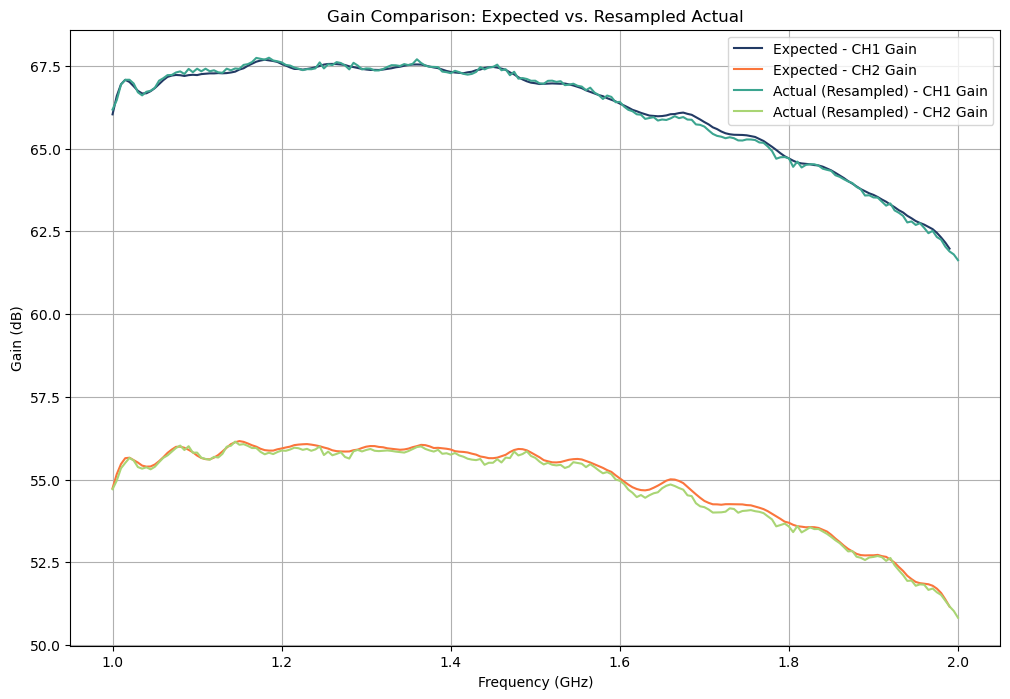 Gain Comparison: Expected vs. Resampled Actual
Expected - CH1 Gain
Expected - CH2 Gain
Actual (Resampled) - CH1 Gain
Actual (Resampled) - CH2 Gain
Gain (dB)
67.5
65.0
62.5
60.0
57.5
55.0
52.5
50.0
1.0 1.2 1.4 1.6 1.8 2.0
Frequency (GHz)